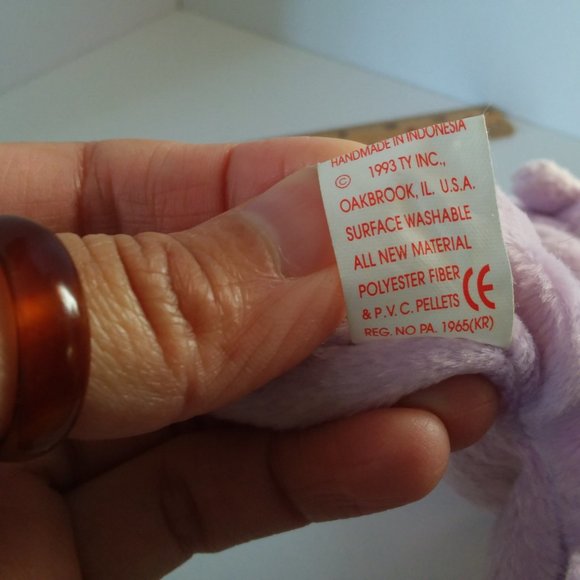 HANDMADE IN INDONESIA
© 1993 TY INC.,
OAKBROOK, IL. U.S.A.
SURFACE WASHABLE
ALL NEW MATERIAL
POLYESTER FIBER
& P.V.C. PELLETS CE
REG. NO PA. 1965(KR)